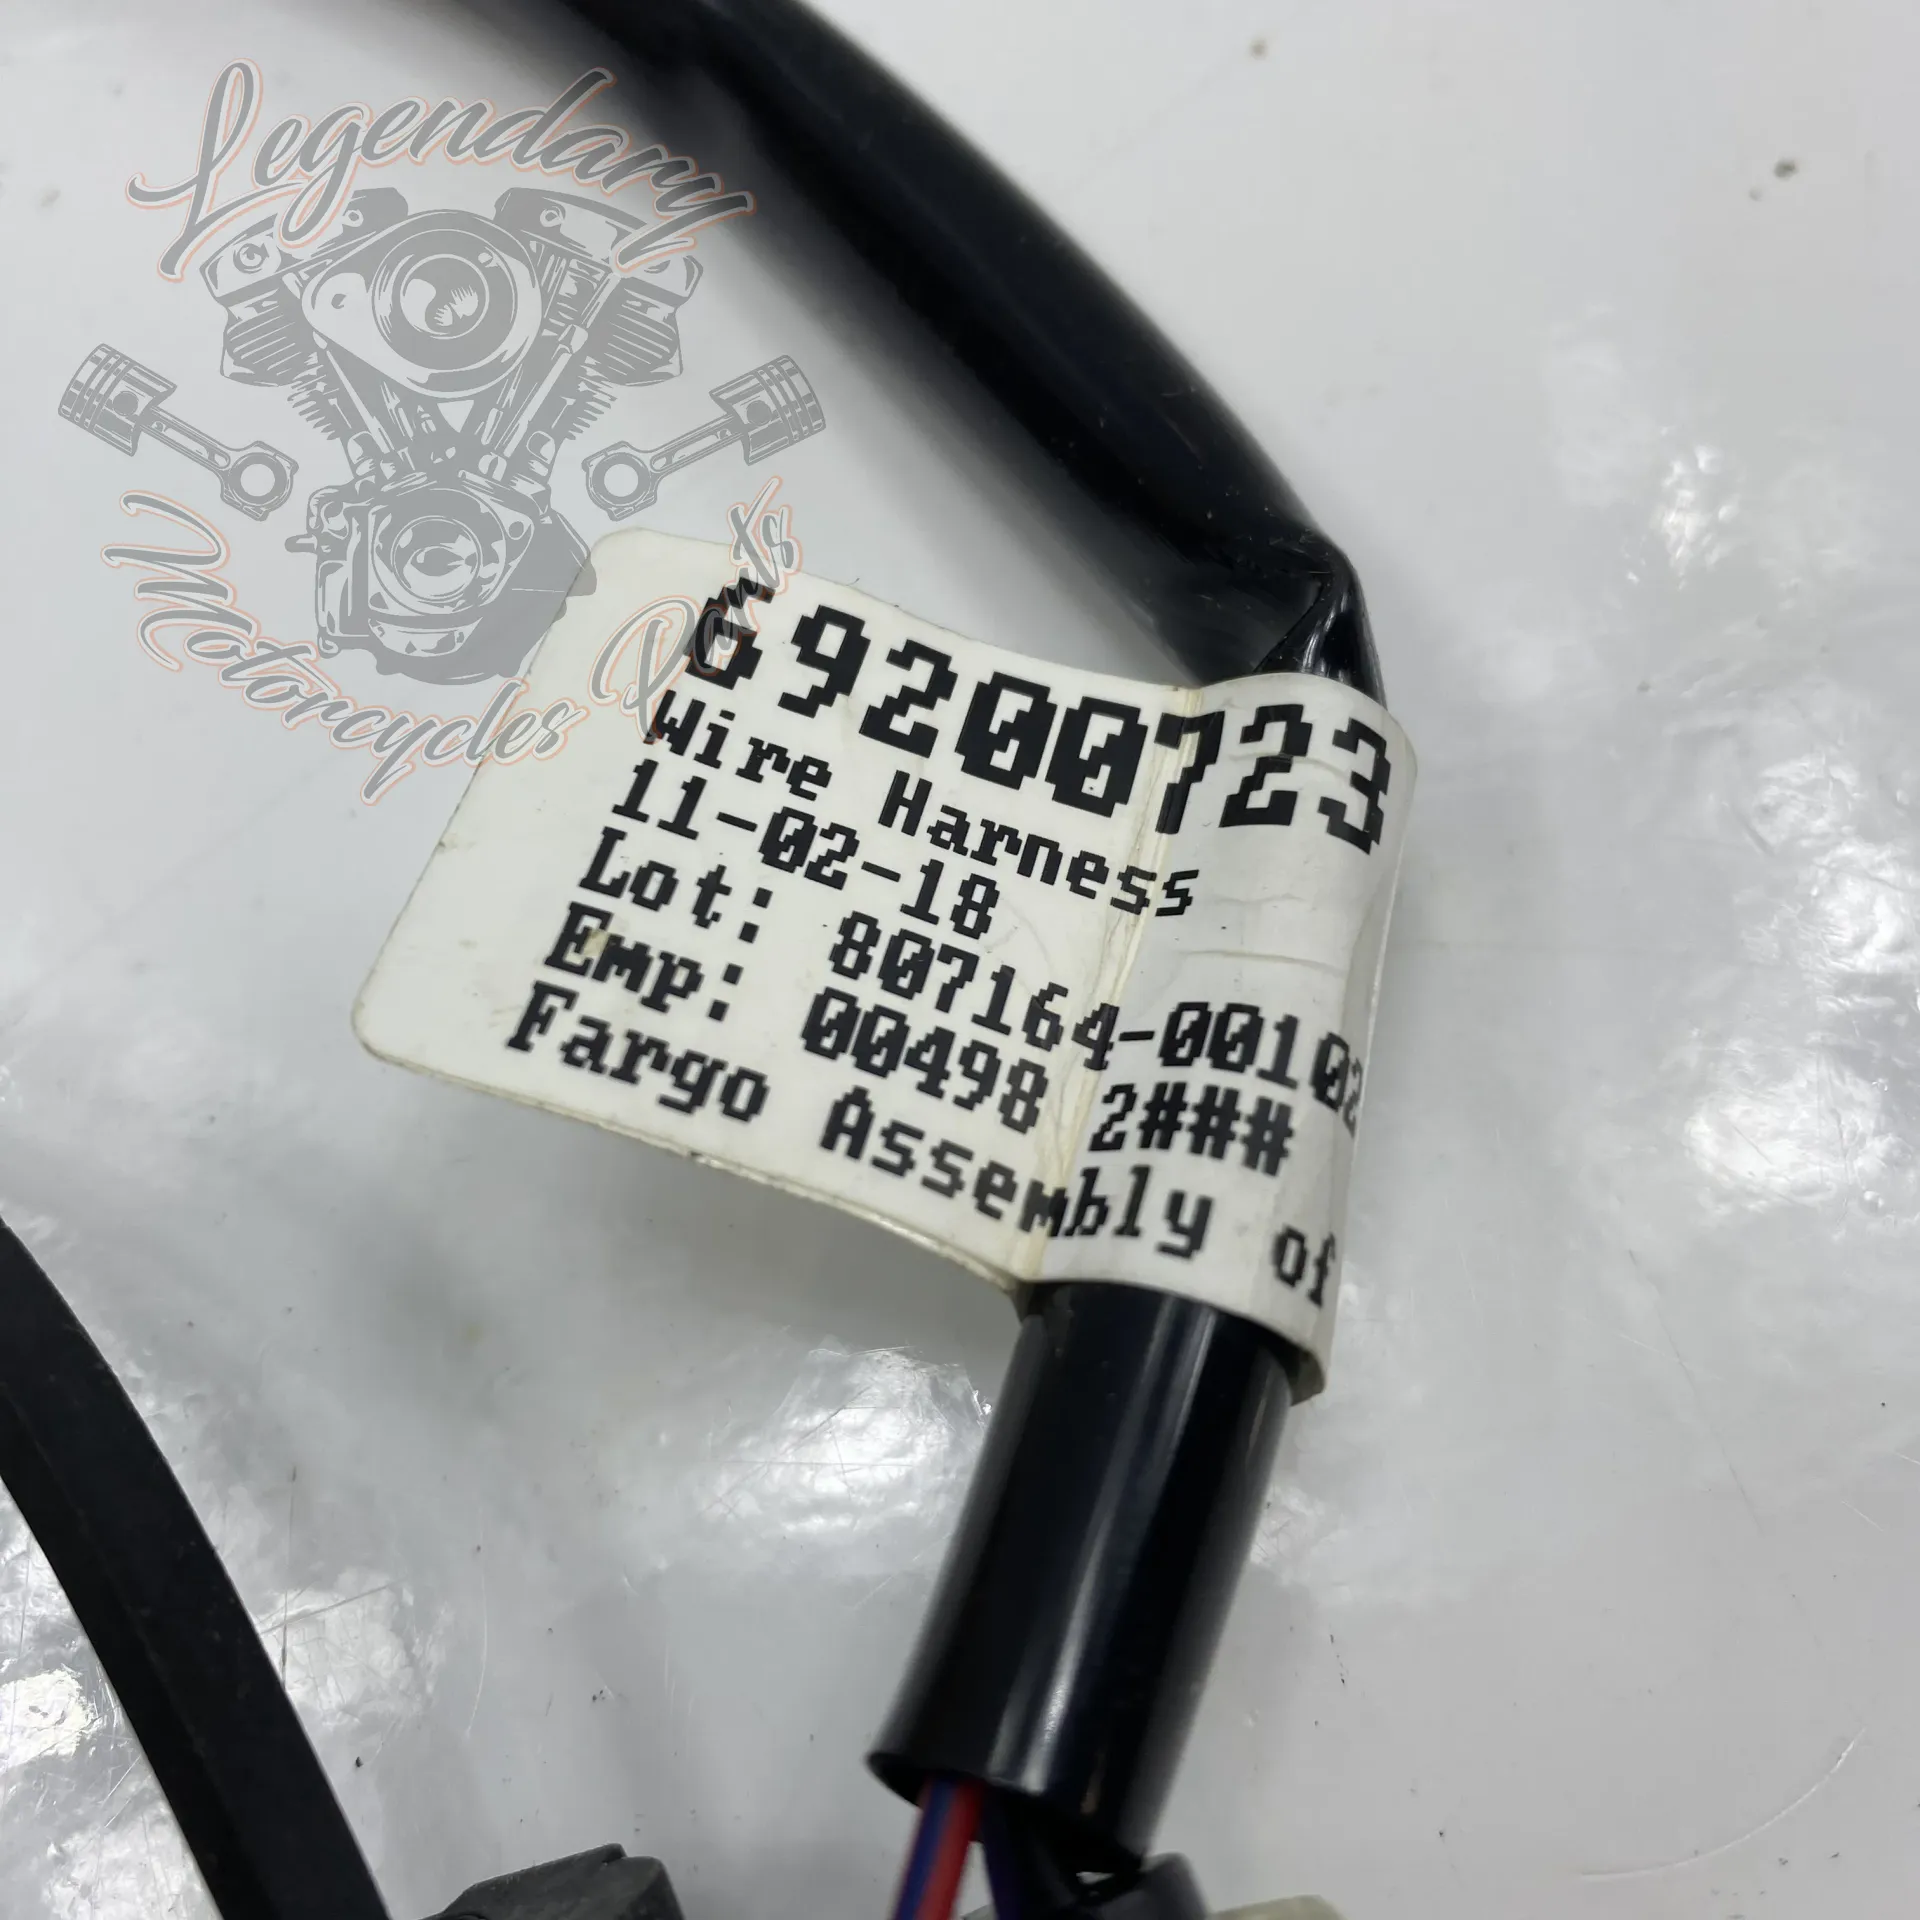 Legendary
Motorcycles Parts
69200723
Wire Harness
11-02-18
Lot: 807164-00102
Emp: 00498 2###
Fargo Assembly of